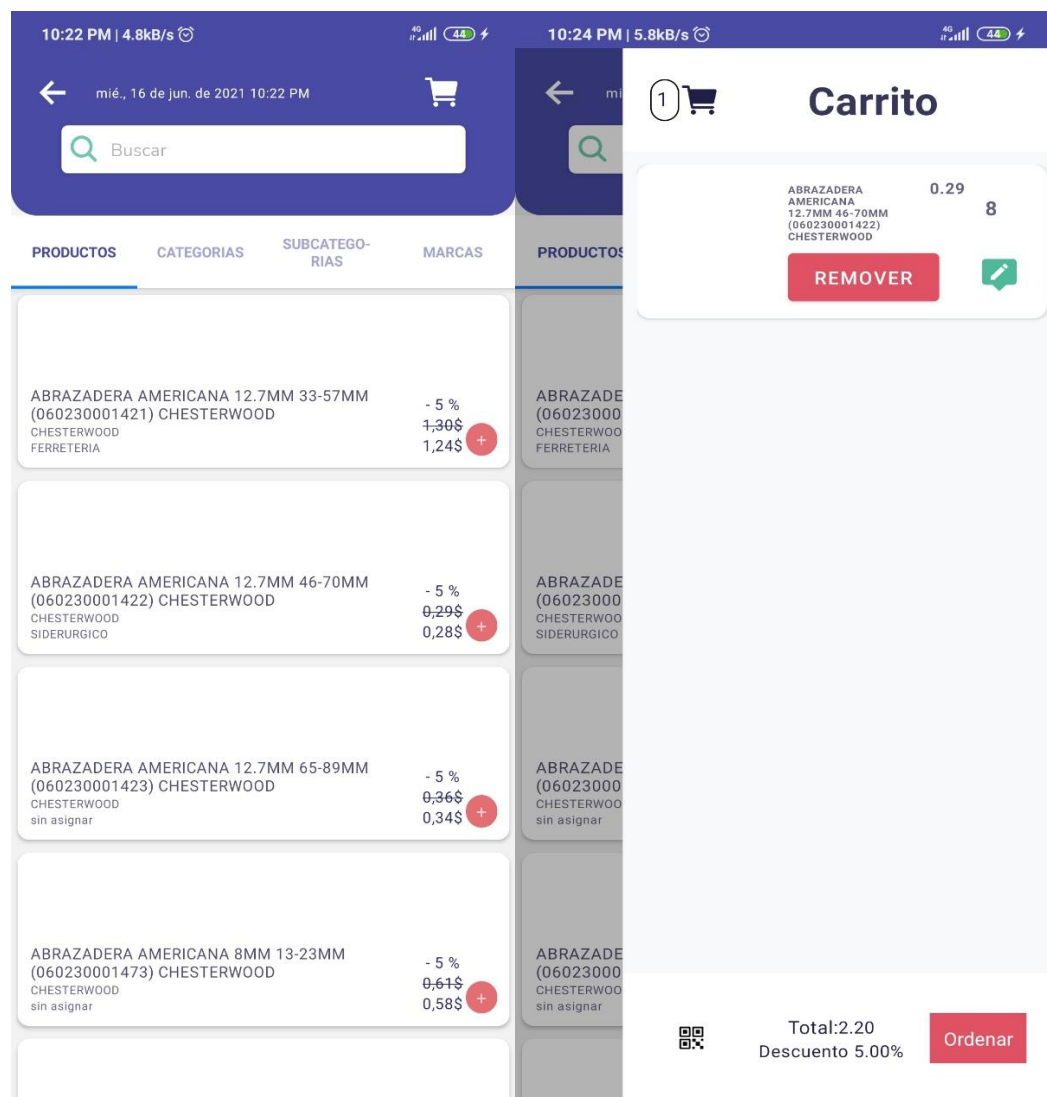 10:22 PM | 4.8kB/s
4G
44
mié., 16 de jun. de 2021 10:22 PM
Buscar
PRODUCTOS
CATEGORIAS
SUBCATEGO-
RIAS
MARCAS
ABRAZADERA AMERICANA 12.7MM 33-57MM
(060230001421) CHESTERWOOD
CHESTERWOOD
FERRETERIA
- 5 %
1,30$
1,24$
+
ABRAZADERA AMERICANA 12.7MM 46-70MM
(060230001422) CHESTERWOOD
CHESTERWOOD
SIDERURGICO
- 5 %
0,29$
0,28$
+
ABRAZADERA AMERICANA 12.7MM 65-89MM
(060230001423) CHESTERWOOD
CHESTERWOOD
sin asignar
- 5 %
0,36$
0,34$
+
ABRAZADERA AMERICANA 8MM 13-23MM
(060230001473) CHESTERWOOD
CHESTERWOOD
sin asignar
- 5 %
0,61$
0,58$
+
10:24 PM | 5.8kB/s
4G
44
mi
PRODUCTOS
ABRAZADE
(06023000
CHESTERWOO
FERRETERIA
ABRAZADE
(06023000
CHESTERWOO
SIDERURGICO
ABRAZADE
(06023000
CHESTERWOO
sin asignar
ABRAZADE
(06023000
CHESTERWOO
sin asignar
1
Carrito
ABRAZADERA
AMERICANA
12.7MM 46-70MM
(060230001422)
CHESTERWOOD
0.29
8
REMOVER
Total:2.20
Descuento 5.00%
Ordenar